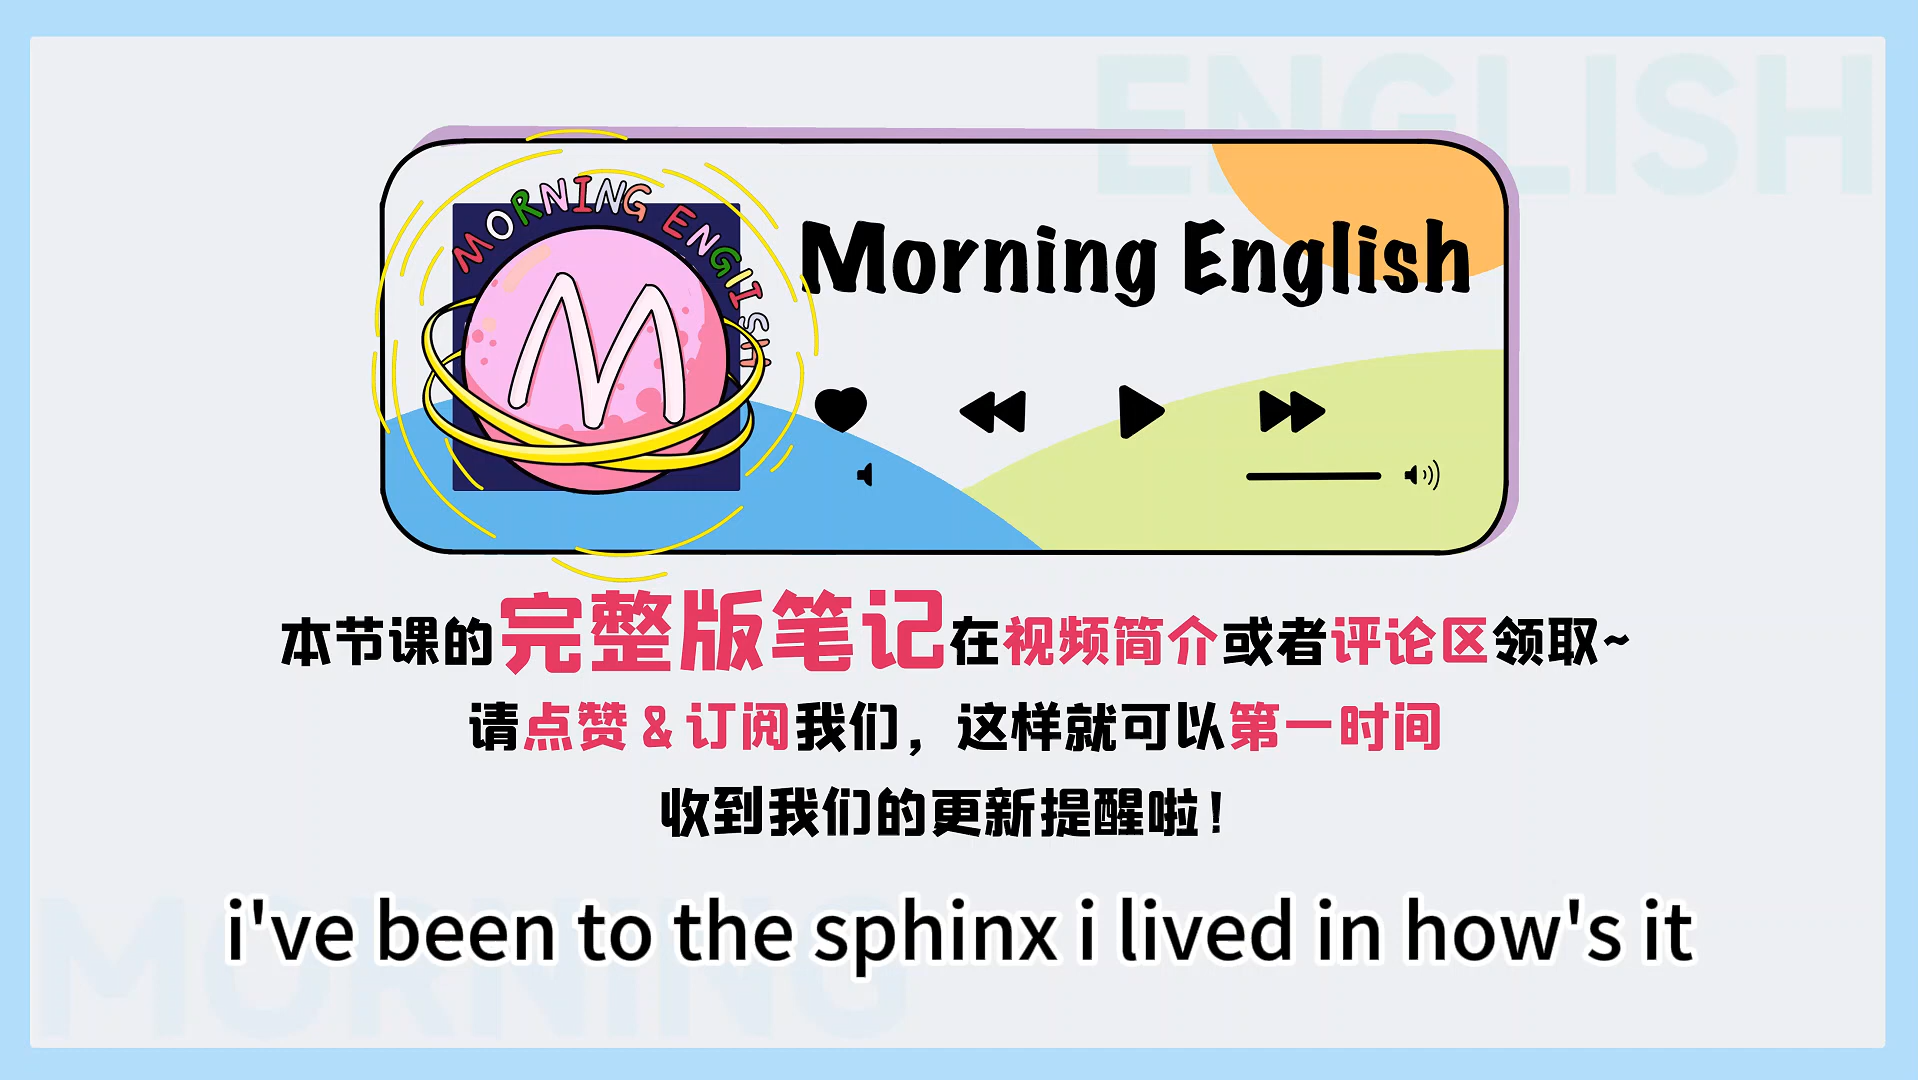 ENGLISH
MORNING ENGLISH
M
Morning English
本节课的完整版笔记在视频简介或者评论区领取~
请点赞&订阅我们，这样就可以第一时间
收到我们的更新提醒啦！
i've been to the sphinx i lived in how's it
MORNING